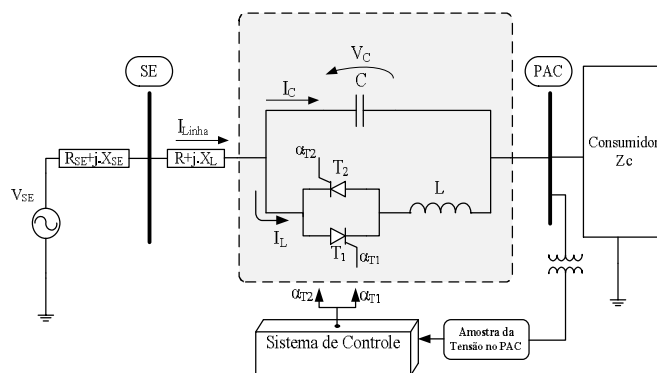 SE
PAC
V_C
C
I_C
I_Linha
R_SE+j.X_SE
R+j.X_L
V_SE
α_T2
T_2
L
I_L
T_1
α_T1
Consumidor
Zc
α_T2
α_T1
Sistema de Controle
Amostra da
Tensão no PAC